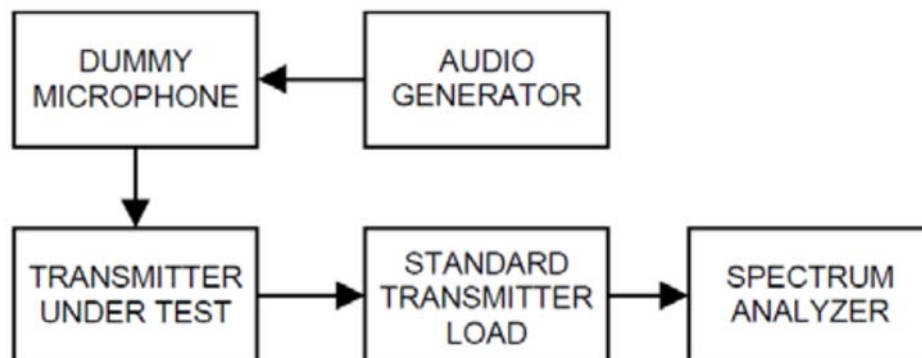 DUMMY
MICROPHONE
AUDIO
GENERATOR
TRANSMITTER
UNDER TEST
STANDARD
TRANSMITTER
LOAD
SPECTRUM
ANALYZER